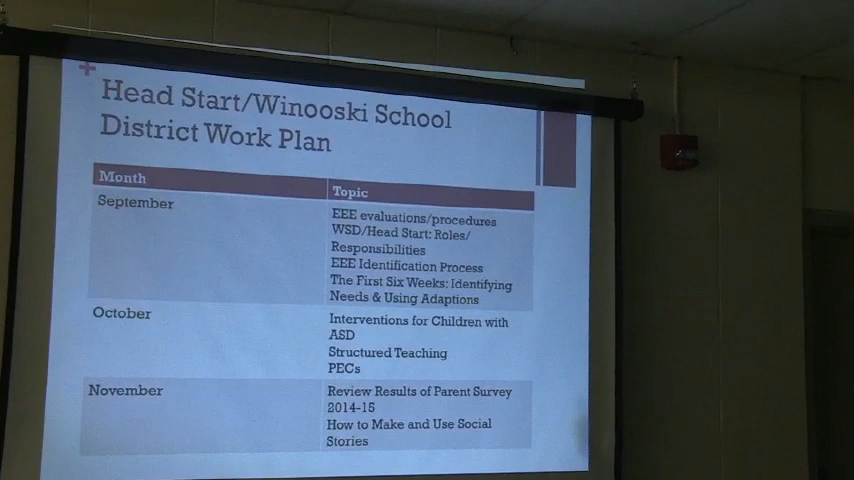 Head Start/Winooski School
District Work Plan
Month
Topic
September
EEE evaluations/procedures
WSD/Head Start: Roles/
Responsibilities
EEE Identification Process
The First Six Weeks: Identifying
Needs & Using Adaptions
October
Interventions for Children with
ASD
Structured Teaching
PECs
November
Review Results of Parent Survey
2014-15
How to Make and Use Social
Stories